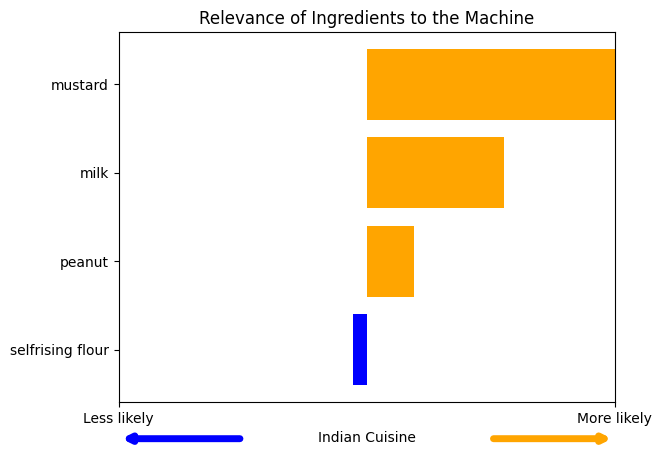 Relevance of Ingredients to the Machine
mustard
milk
peanut
selfrising flour
Less likely
More likely
Indian Cuisine